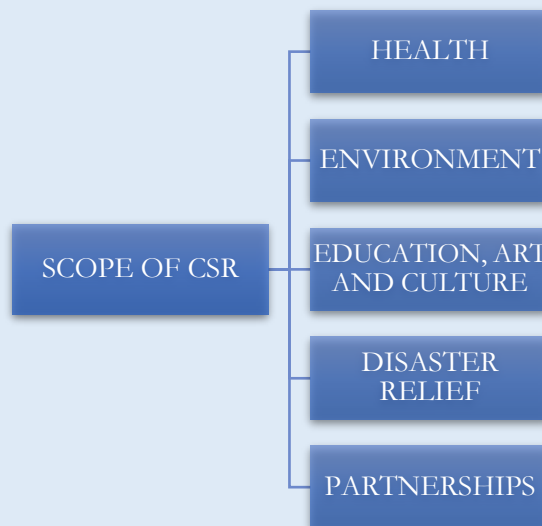 SCOPE OF CSR
HEALTH
ENVIRONMENT
EDUCATION, ART
AND CULTURE
DISASTER
RELIEF
PARTNERSHIPS